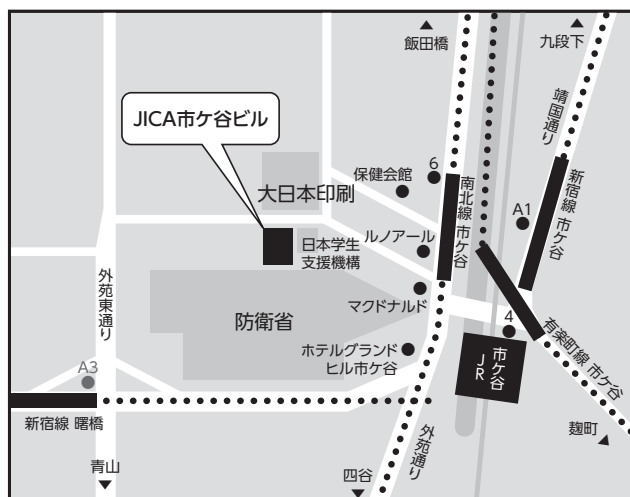 飯田橋
九段下
靖国通り
JICA市ケ谷ビル
保健会館
6
大日本印刷
南北線 市ケ谷
新宿線 市ケ谷
A1
ルノアール
日本学生
支援機構
外苑東通り
マクドナルド
防衛省
4
有楽町線 市ケ谷
ホテルグランド
ヒル市ケ谷
JR
市ケ谷
A3
新宿線 曙橋
外苑通り
麹町
青山
四谷